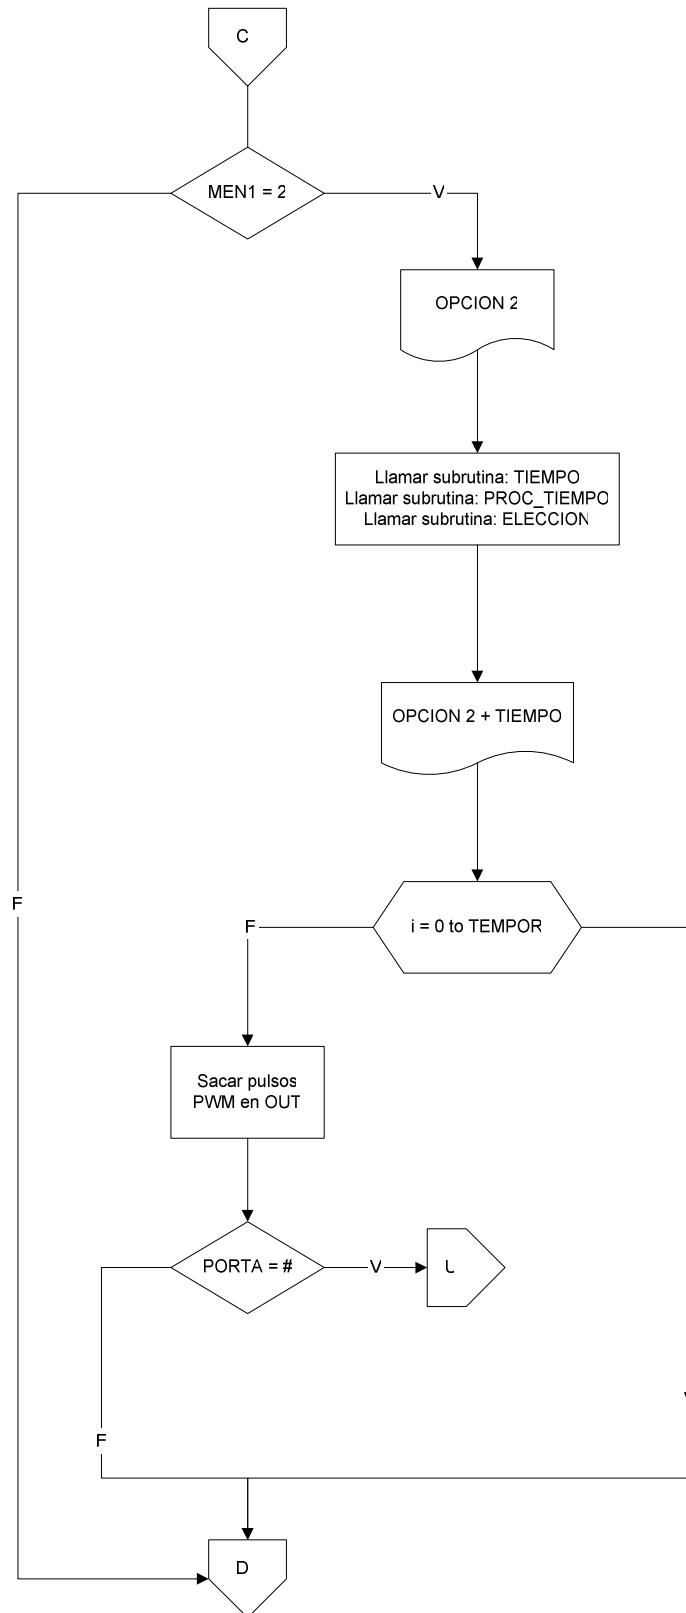 C
MEN1 = 2
V
OPCION 2
Llamar subrutina: TIEMPO
Llamar subrutina: PROC_TIEMPO
Llamar subrutina: ELECCION
OPCION 2 + TIEMPO
F
F
i = 0 to TEMPOR
Sacar pulsos
PWM en OUT
PORTA = #
V
F
D